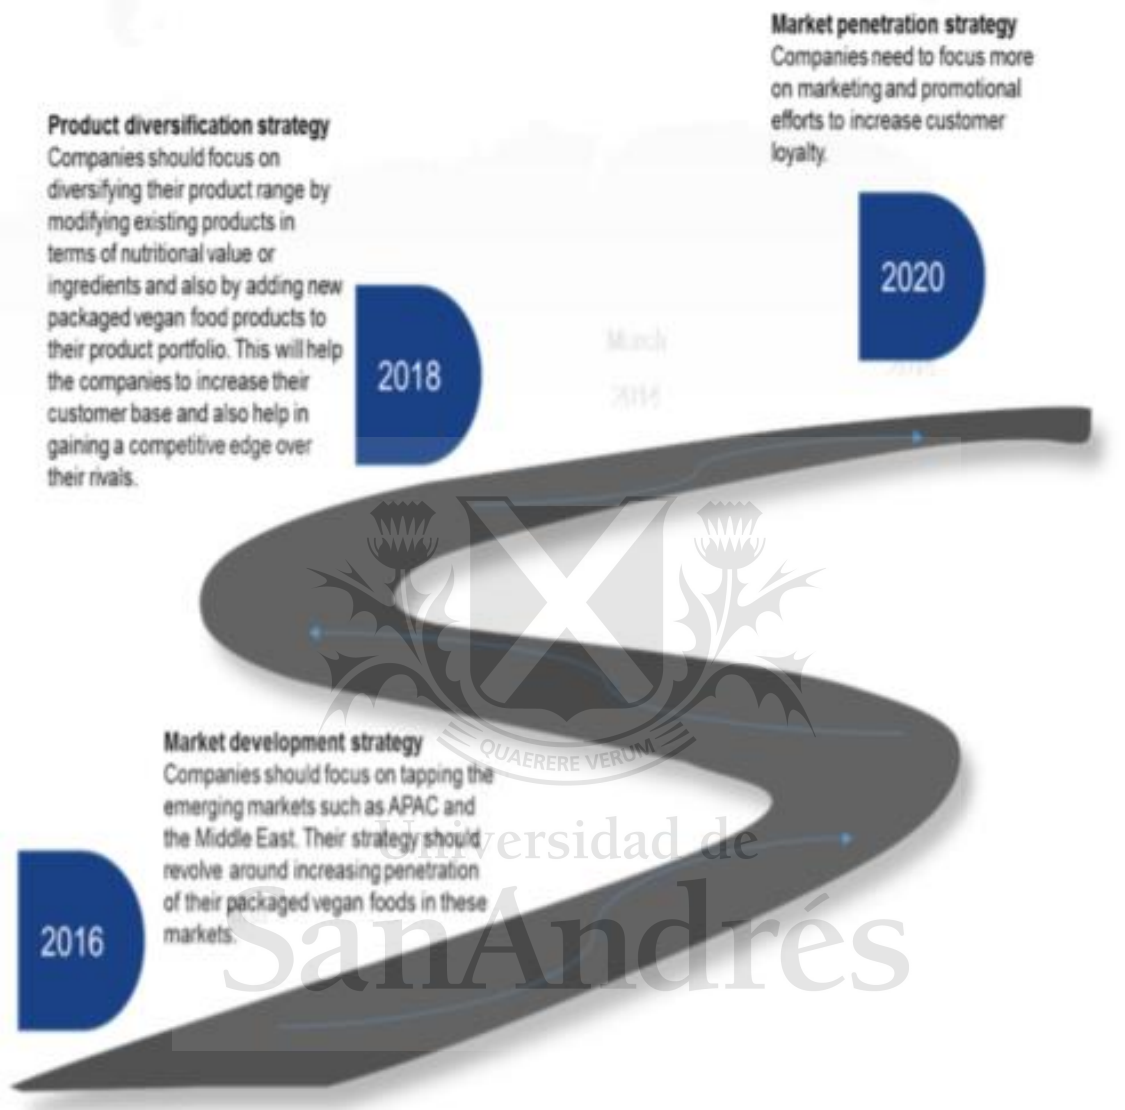 Market penetration strategy
Companies need to focus more
on marketing and promotional
efforts to increase customer
loyalty.
2020
Product diversification strategy
Companies should focus on
diversifying their product range by
modifying existing products in
terms of nutritional value or
ingredients and also by adding new
packaged vegan food products to
their product portfolio. This will help
the companies to increase their
customer base and also help in
gaining a competitive edge over
their rivals.
2018
March
Market development strategy
Companies should focus on tapping the
emerging markets such as APAC and
the Middle East. Their strategy should
revolve around increasing penetration
of their packaged vegan foods in these
markets.
2016
QUAERERE VERUM
Universidad de
SanAndrés